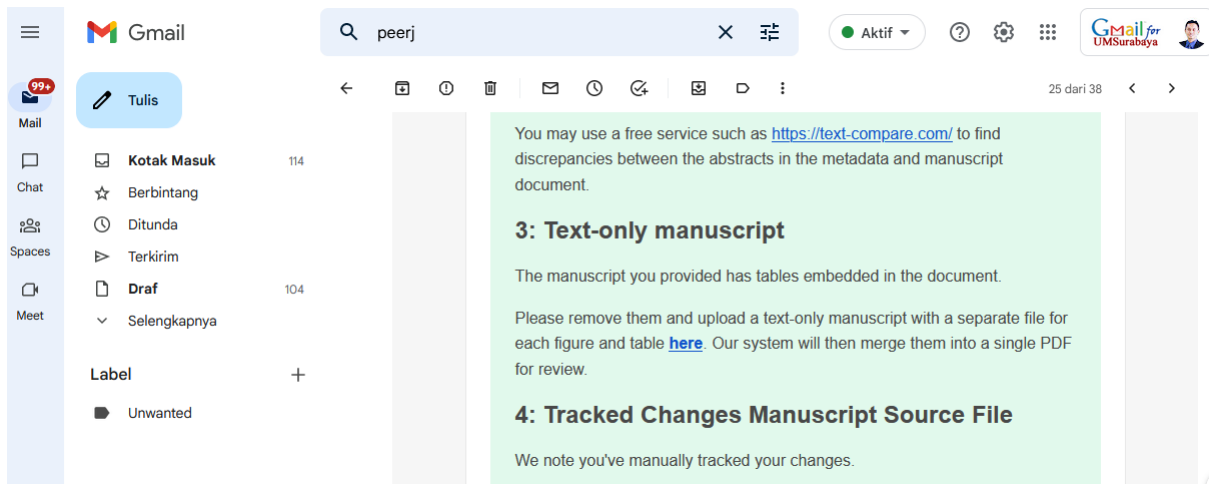 Gmail
peerj
Aktif
Gmail for
UMSurabaya
99+
Mail
Chat
Spaces
Meet
Tulis
Kotak Masuk 114
Berbintang
Ditunda
Terkirim
Draf 104
Selengkapnya
Label
Unwanted
25 dari 38
You may use a free service such as https://text-compare.com/ to find
discrepancies between the abstracts in the metadata and manuscript
document.
3: Text-only manuscript
The manuscript you provided has tables embedded in the document.
Please remove them and upload a text-only manuscript with a separate file for
each figure and table here. Our system will then merge them into a single PDF
for review.
4: Tracked Changes Manuscript Source File
We note you've manually tracked your changes.